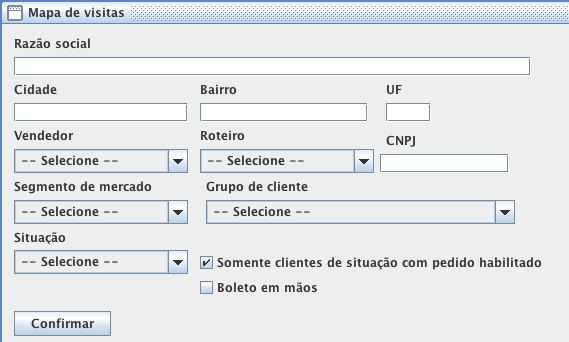 Mapa de visitas
Razão social
Cidade Bairro UF
Vendedor Roteiro CNPJ
-- Selecione -- -- Selecione --
Segmento de mercado Grupo de cliente
-- Selecione -- -- Selecione --
Situação
-- Selecione -- Somente clientes de situação com pedido habilitado
Boleto em mãos
Confirmar